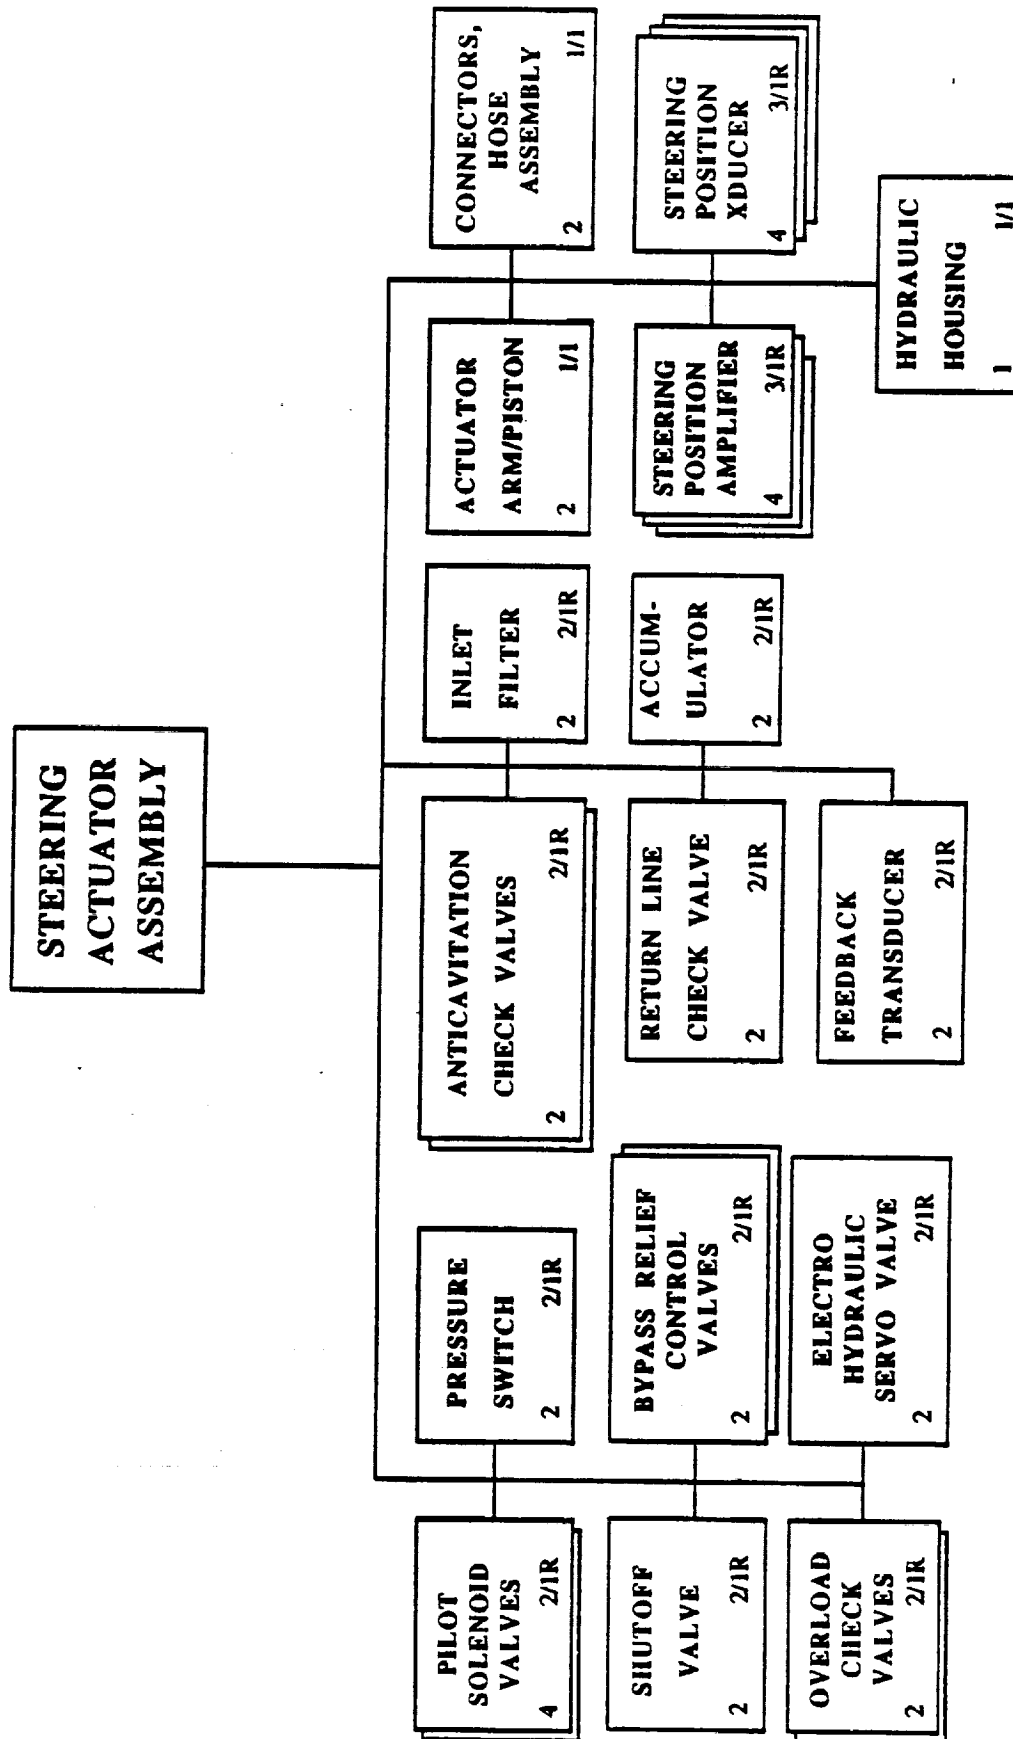 STEERING
ACTUATOR
ASSEMBLY
PILOT
SOLENOID
VALVES
4 2/1R
PRESSURE
SWITCH
2 2/1R
SHUTOFF
VALVE
2 2/1R
BYPASS RELIEF
CONTROL
VALVES
2 2/1R
OVERLOAD
CHECK
VALVES
2 2/1R
ELECTRO
HYDRAULIC
SERVO VALVE
2 2/1R
ANTICAVITATION
CHECK VALVES
2 2/1R
INLET
FILTER
2 2/1R
RETURN LINE
CHECK VALVE
2 2/1R
ACCUM-
ULATOR
2 2/1R
FEEDBACK
TRANSDUCER
2 2/1R
ACTUATOR
ARM/PISTON
2 1/1
CONNECTORS,
HOSE
ASSEMBLY
2 1/1
STEERING
POSITION
AMPLIFIER
4 3/1R
STEERING
POSITION
XDUCER
4 3/1R
HYDRAULIC
HOUSING
1 1/1